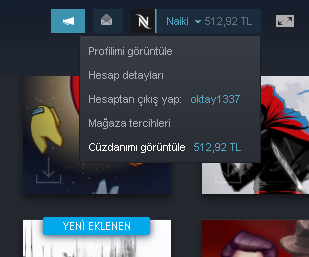 Naiki 512,92 TL
Profilimi görüntüle
Hesap detayları
Hesaptan çıkış yap: oktay1337
Mağaza tercihleri
Cüzdanımı görüntüle 512,92 TL
YENİ EKLENEN